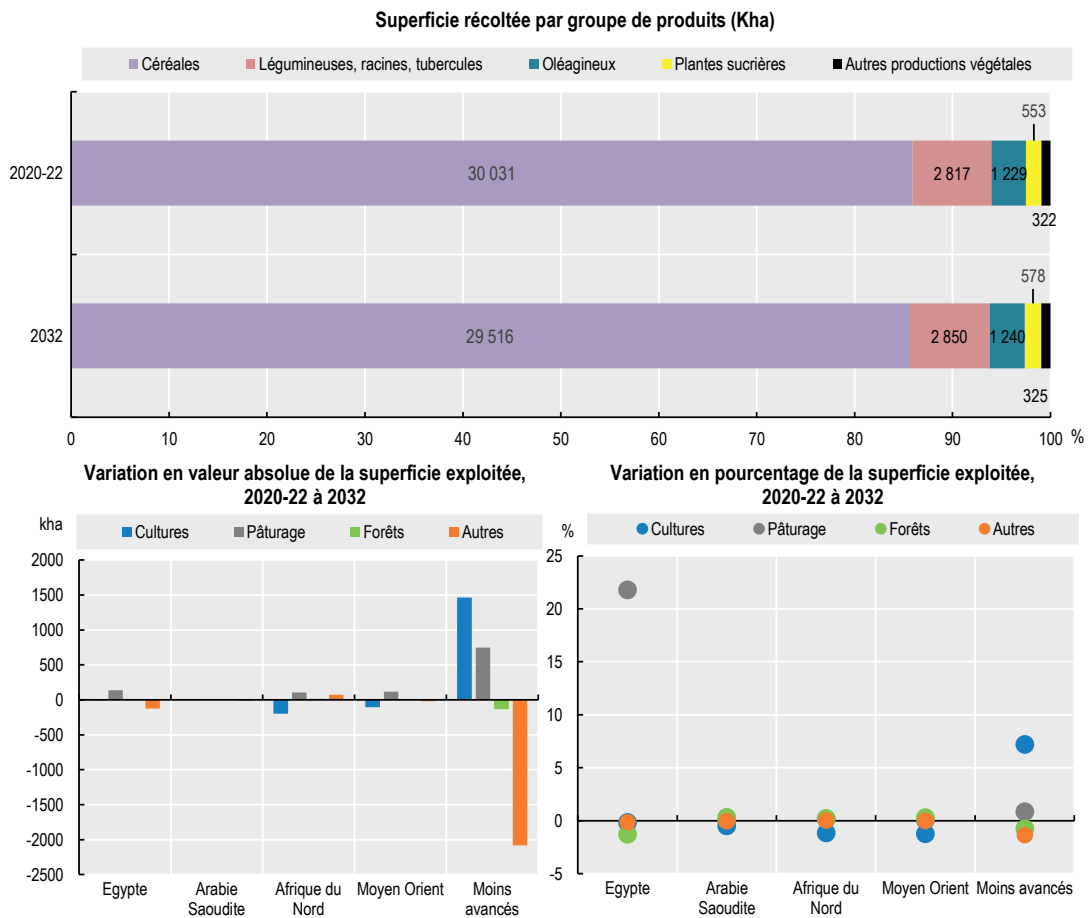 Superficie récoltée par groupe de produits (Kha)
Céréales Légumineuses, racines, tubercules Oléagineux Plantes sucrières Autres productions végétales
553
2020-22 30 031 2 817 1 229
322
578
2032 29 516 2 850 1 240
325
0 10 20 30 40 50 60 70 80 90 100 %
Variation en valeur absolue de la superficie exploitée,
2020-22 à 2032
kha
Cultures Pâturage Forêts Autres
2000
1500
1000
500
0
-500
-1000
-1500
-2000
-2500
Egypte Arabie Saoudite Afrique du Nord Moyen Orient Moins avancés
Variation en pourcentage de la superficie exploitée,
2020-22 à 2032
%
Cultures Pâturage Forêts Autres
25
20
15
10
5
0
-5
Egypte Arabie Saoudite Afrique du Nord Moyen Orient Moins avancés